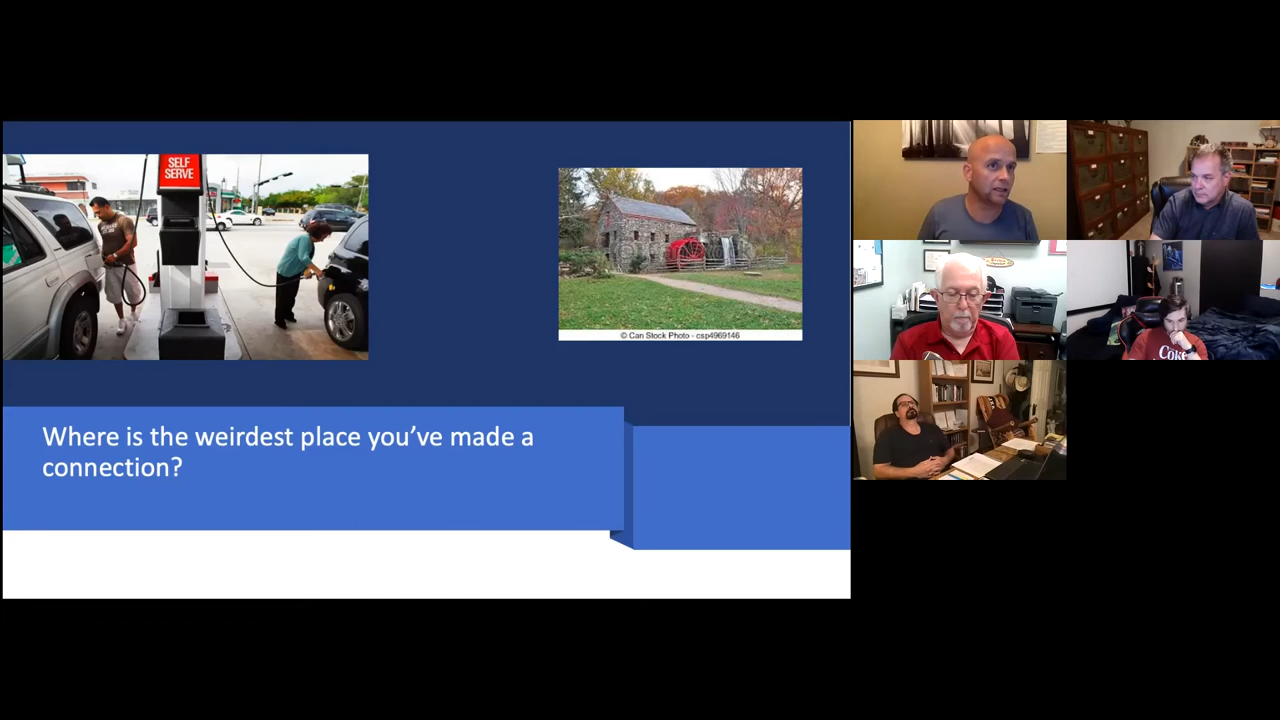 SELF
SERVE
© Can Stock Photo - csp4969146
Where is the weirdest place you’ve made a
connection?
Coke